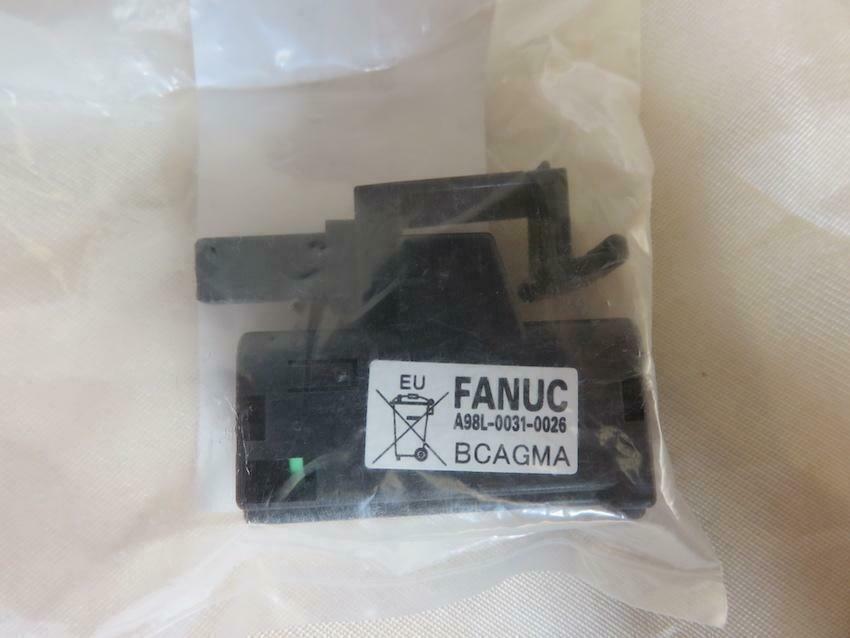 EU
FANUC
A98L-0031-0026
BCAGMA